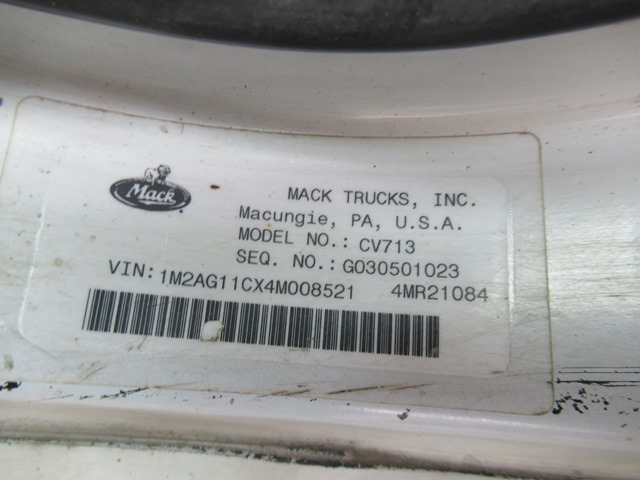 Mack
MACK TRUCKS, INC.
Macungie, PA, U.S.A.
MODEL NO.: CV713
SEQ. NO.: G030501023
VIN: 1M2AG11CX4M008521 4MR21084